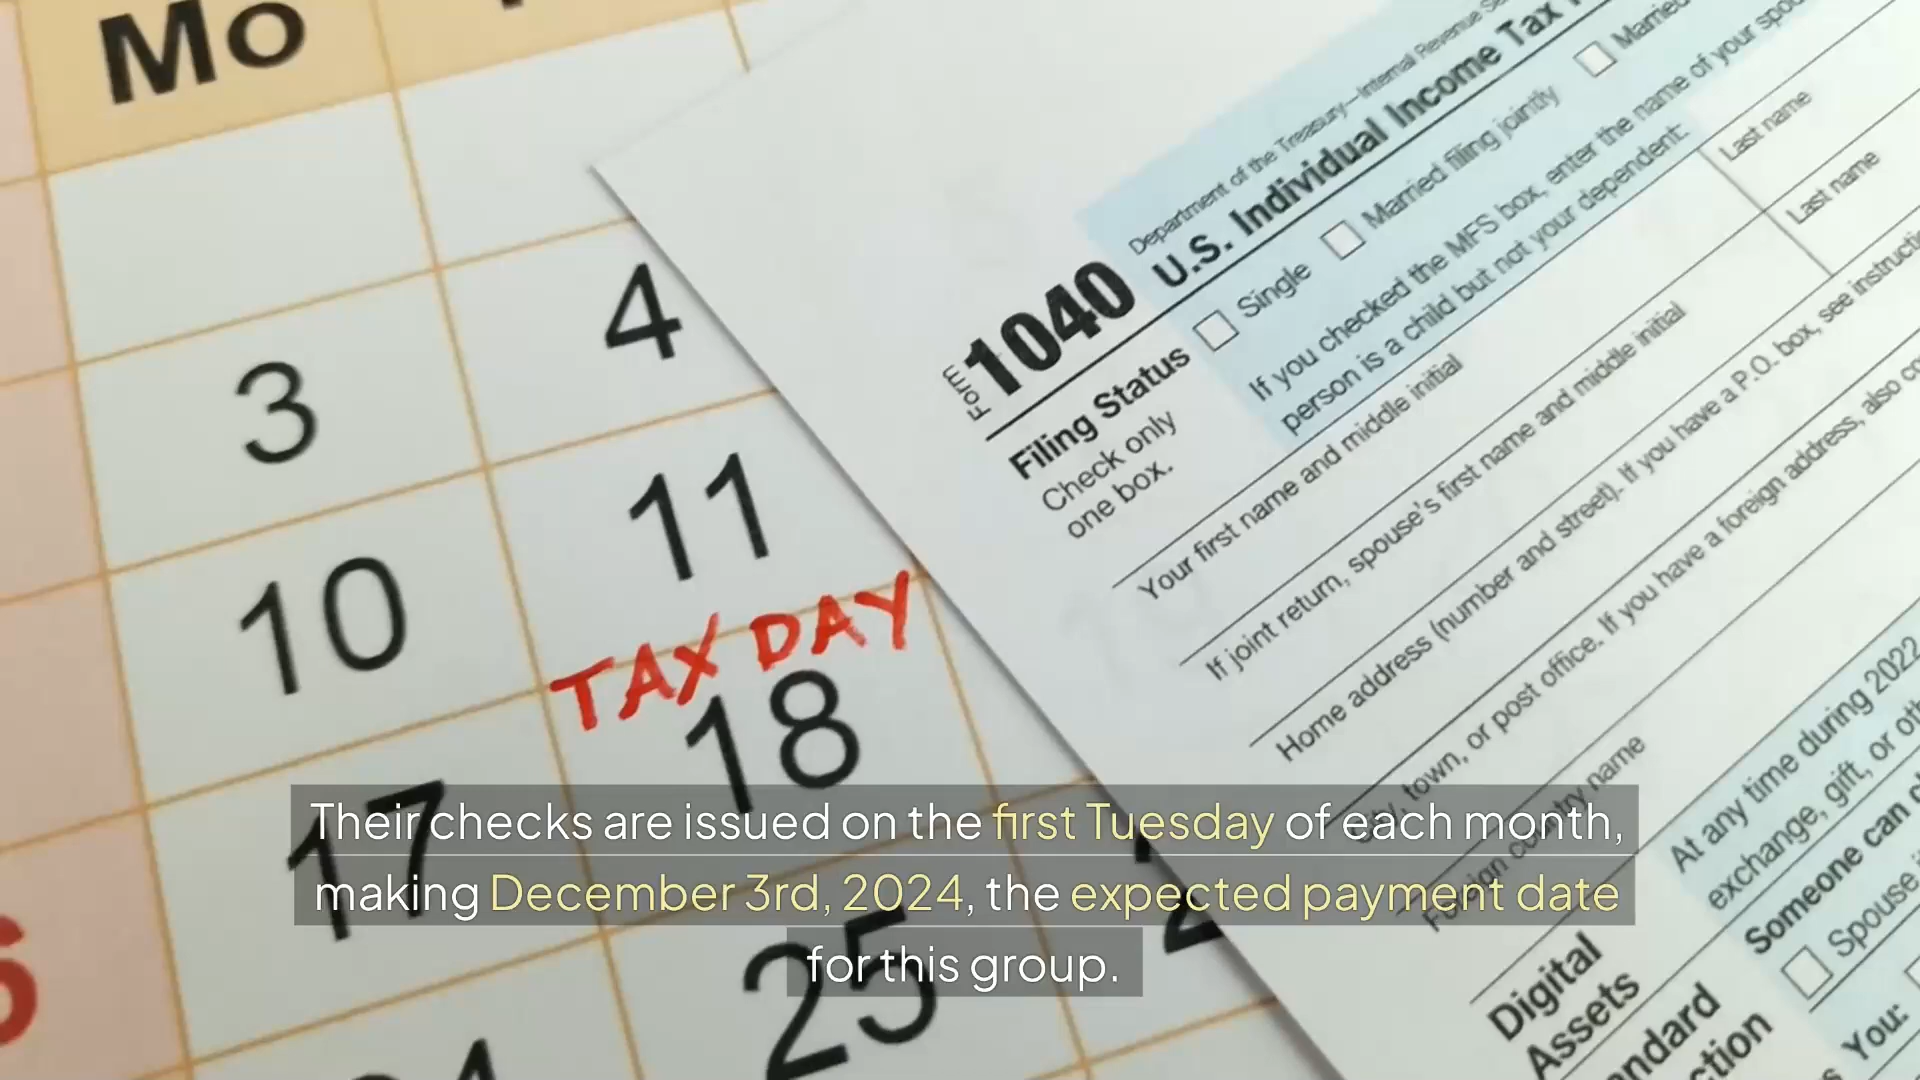 Mo
3
4
10
11
TAX DAY
17
18
25
Department of the Treasury—Internal Revenue
Form 1040 U.S. Individual Income Tax
Filing Status
Check only
one box.
Single
Married filing jointly
Married
If you checked the MFS box, enter the name of your
person is a child but not your dependent:
Your first name and middle initial
Last name
If joint return, spouse's first name and middle initial
Last name
Home address (number and street). If you have a P.O. box, see
town, or post office. If you have a foreign address, also
Foreign country name
Digital
Assets
At any time during 2022
exchange, gift, or
Someone can
Spouse
You:
Their checks are issued on the first Tuesday of each month,
making December 3rd, 2024, the expected payment date
for this group.